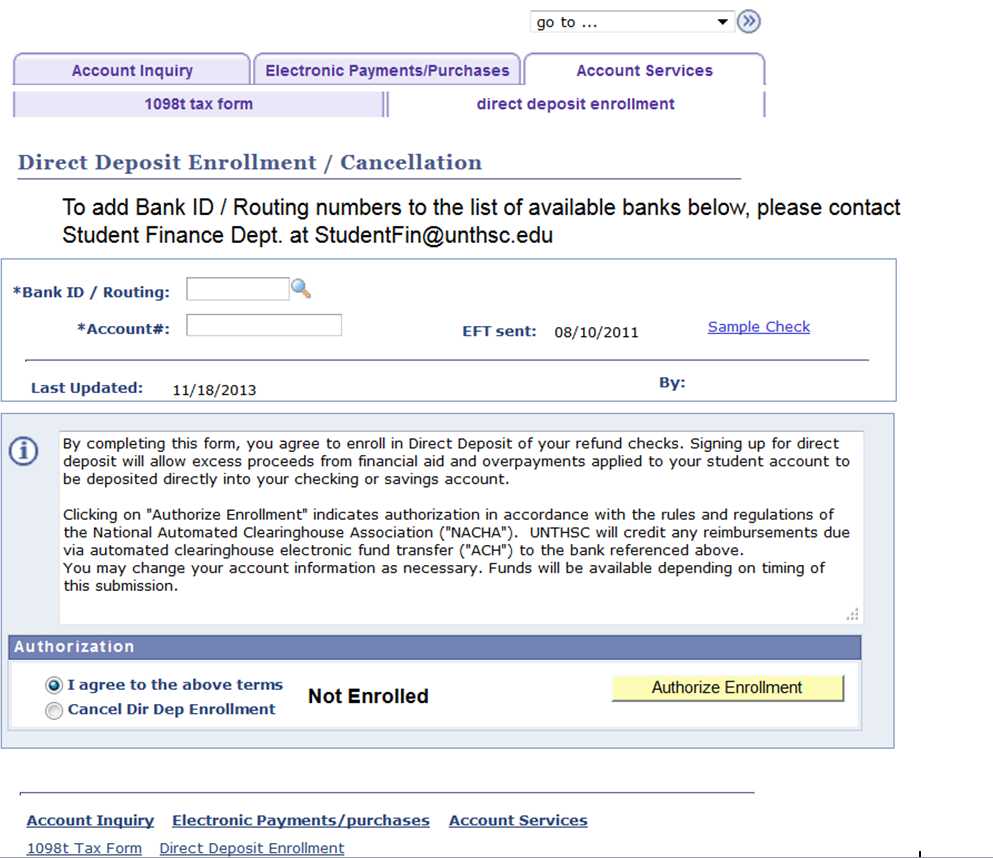 go to ...
Account Inquiry Electronic Payments/Purchases Account Services
1098t tax form direct deposit enrollment
Direct Deposit Enrollment / Cancellation
To add Bank ID / Routing numbers to the list of available banks below, please contact
Student Finance Dept. at StudentFin@unthsc.edu
*Bank ID / Routing:
*Account#: EFT sent: 08/10/2011 Sample Check
Last Updated: 11/18/2013 By:
By completing this form, you agree to enroll in Direct Deposit of your refund checks. Signing up for direct
deposit will allow excess proceeds from financial aid and overpayments applied to your student account to
be deposited directly into your checking or savings account.
Clicking on "Authorize Enrollment" indicates authorization in accordance with the rules and regulations of
the National Automated Clearinghouse Association ("NACHA"). UNTHSC will credit any reimbursements due
via automated clearinghouse electronic fund transfer ("ACH") to the bank referenced above.
You may change your account information as necessary. Funds will be available depending on timing of
this submission.
Authorization
I agree to the above terms
Cancel Dir Dep Enrollment
Not Enrolled
Authorize Enrollment
Account Inquiry Electronic Payments/purchases Account Services
1098t Tax Form Direct Deposit Enrollment